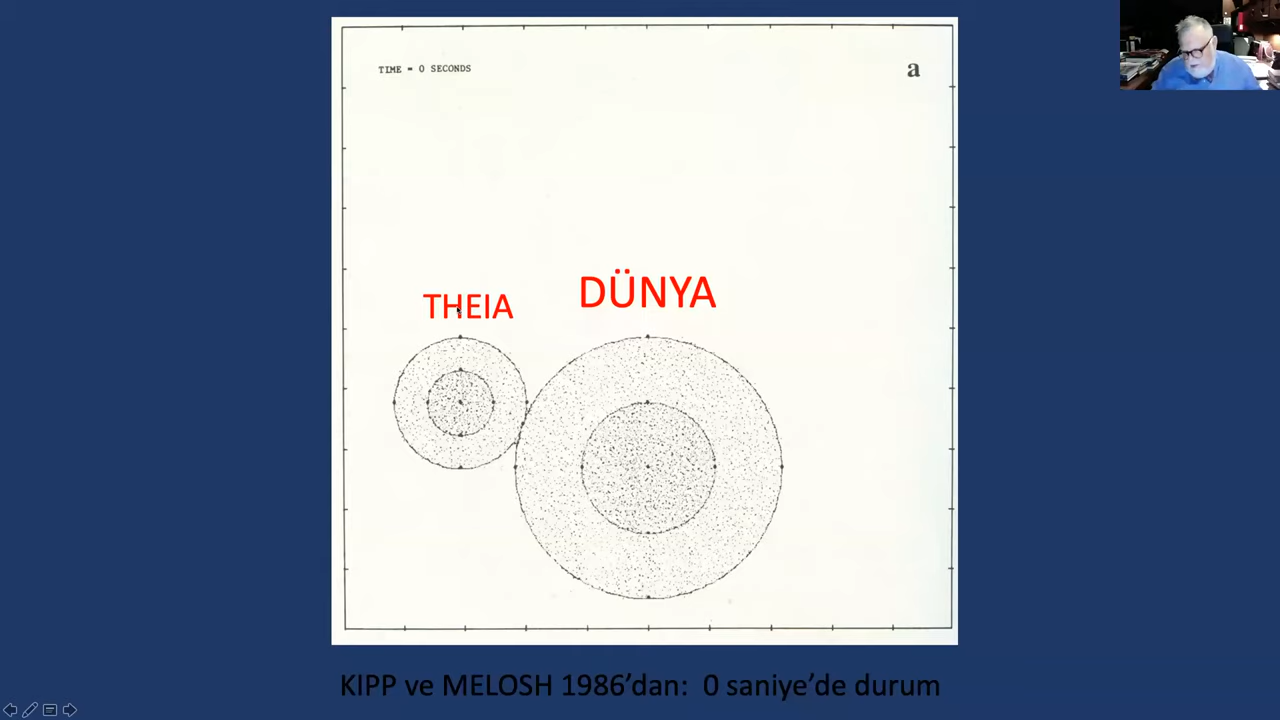 TIME = 0 SECONDS
a
THEIA
DÜNYA
KIPP ve MELOSH 1986’dan: 0 saniye’de durum